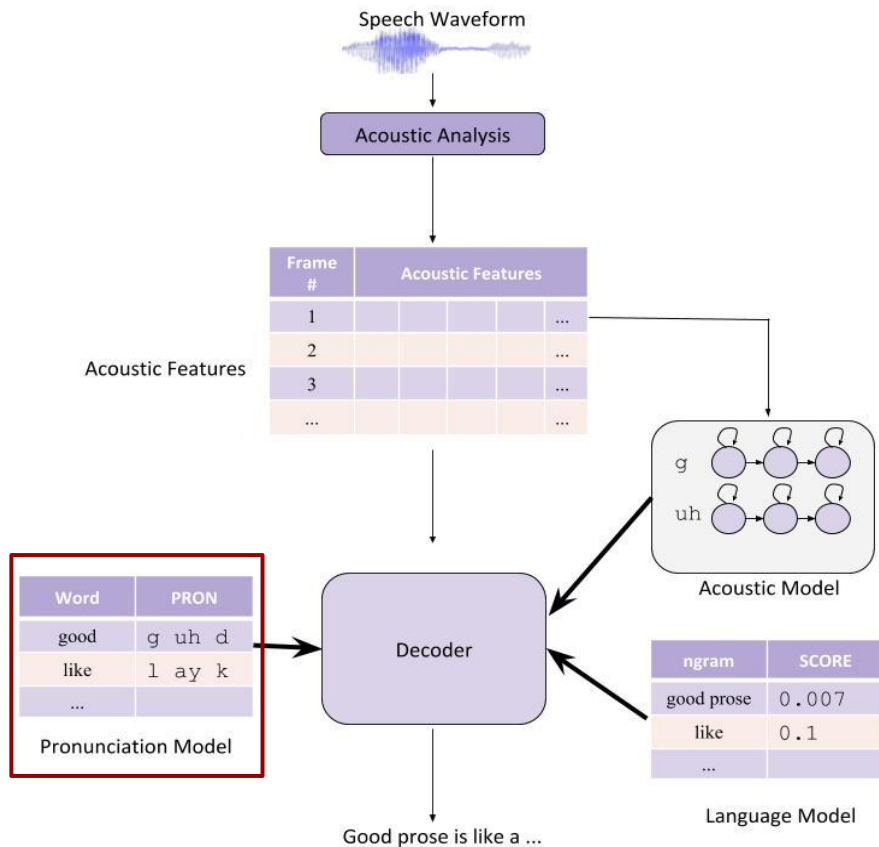 Speech Waveform
Acoustic Analysis
Frame # Acoustic Features
1 ...
2 ...
3 ...
... ...
Acoustic Features
g
uh
Acoustic Model
Word PRON
good g uh d
like l ay k
...
Pronunciation Model
Decoder
ngram SCORE
good prose 0.007
like 0.1
...
Language Model
Good prose is like a ...